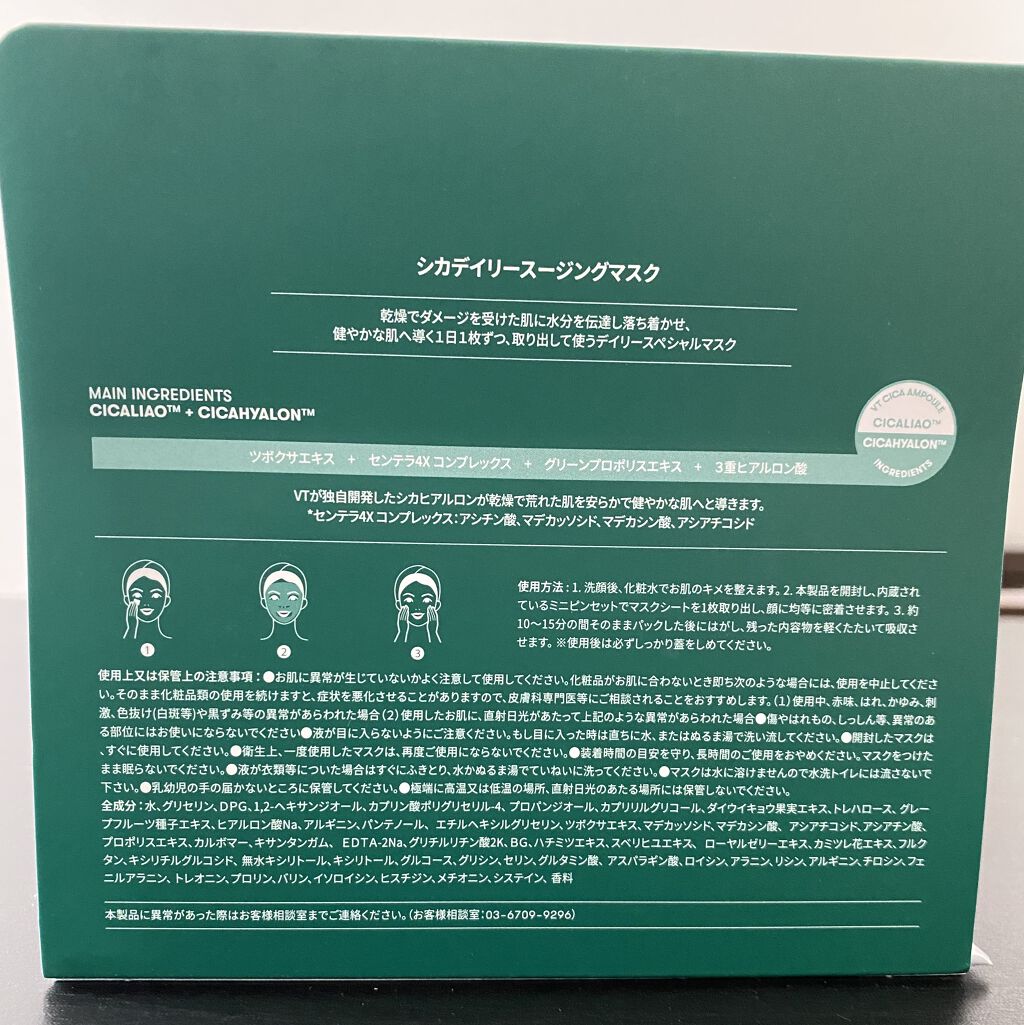 シカデイリースージングマスク
乾燥でダメージを受けた肌に水分を伝達し落ち着かせ、
健やかな肌へ導く1日1枚ずつ、取り出して使うデイリースペシャルマスク
MAIN INGREDIENTS
CICALIAO™ + CICAHYALON™
VT CICA AMPOULE
CICALIAO™
CICAHYALON™
INGREDIENTS
ツボクサエキス + センテラ4X コンプレックス + グリーンプロポリスエキス + 3重ヒアルロン酸
VTが独自開発したシカヒアルロンが乾燥で荒れた肌を安らかで健やかな肌へと導きます。
*センテラ4X コンプレックス:アシチン酸、マデカッソシド、マデカシン酸、アシアチコシド
1
2
3
使用方法 : 1. 洗顔後、化粧水でお肌のキメを整えます。2. 本製品を開封し、内蔵され
ているミニピンセットでマスクシートを1枚取り出し、顔に均等に密着させます。3. 約
10〜15分の間そのままパックした後にはがし、残った内容物を軽くたたいて吸収さ
せます。※使用後は必ずしっかり蓋をしめてください。
使用上又は保管上の注意事項 : ●お肌に異常が生じていないかよく注意して使用してください。化粧品がお肌に合わないとき即ち次のような場合には、使用を中止してくださ
い。そのまま化粧品類の使用を続けますと、症状を悪化させることがありますので、皮膚科専門医等にご相談されることをおすすめします。(1)使用中、赤味、はれ、かゆみ、刺
激、色抜け(白斑等)や黒ずみ等の異常があらわれた場合(2)使用したお肌に、直射日光があたって上記のような異常があらわれた場合●傷やはれもの、しっしん等、異常のあ
る部位にはお使いにならないでください●液が目に入らないようにご注意ください。もし目に入った時は直ちに水、またはぬるま湯で洗い流してください。●開封したマスクは
、すぐに使用してください。●衛生上、一度使用したマスクは、再度ご使用にならないでください。●装着時間の目安を守り、長時間のご使用をおやめください。マスクをつけた
まま眠らないでください。●液が衣類等についた場合はすぐにふきとり、水かぬるま湯でていねいに洗ってください。●マスクは水に溶けませんので水洗トイレには流さないで
下さい。●乳幼児の手の届かないところに保管してください。●極端に高温又は低温の場所、直射日光のあたる場所には保管しないでください。
全成分 : 水、グリセリン、DPG、1,2-ヘキサンジオール、カプリン酸ポリグリセリル-4、プロパンジオール、カプリリルグリコール、ダイウイキョウ果実エキス、トレハロース、グレー
プフルーツ種子エキス、ヒアルロン酸Na、アルギニン、パンテノール、エチルヘキシルグリセリン、ツボクサエキス、マデカッソシド、マデカシン酸、アシアチコシド、アシアチン酸、
プロポリスエキス、カルボマー、キサンタンガム、EDTA-2Na、グリチルリチン酸2K、BG、ハチミツエキス、スベリヒユエキス、ローヤルゼリーエキス、カミツレ花エキス、フルク
タン、キシリチルグルコシド、無水キシリトール、キシリトール、グルコース、グリシン、セリン、グルタミン酸、アスパラギン酸、ロイシン、アラニン、リシン、アルギニン、チロシン、フェ
ニルアラニン、トレオニン、プロリン、バリン、イソロイシン、ヒスチジン、メチオニン、システイン、香料
本製品に異常があった際はお客様相談室までご連絡ください。(お客様相談室:03-6709-9296)